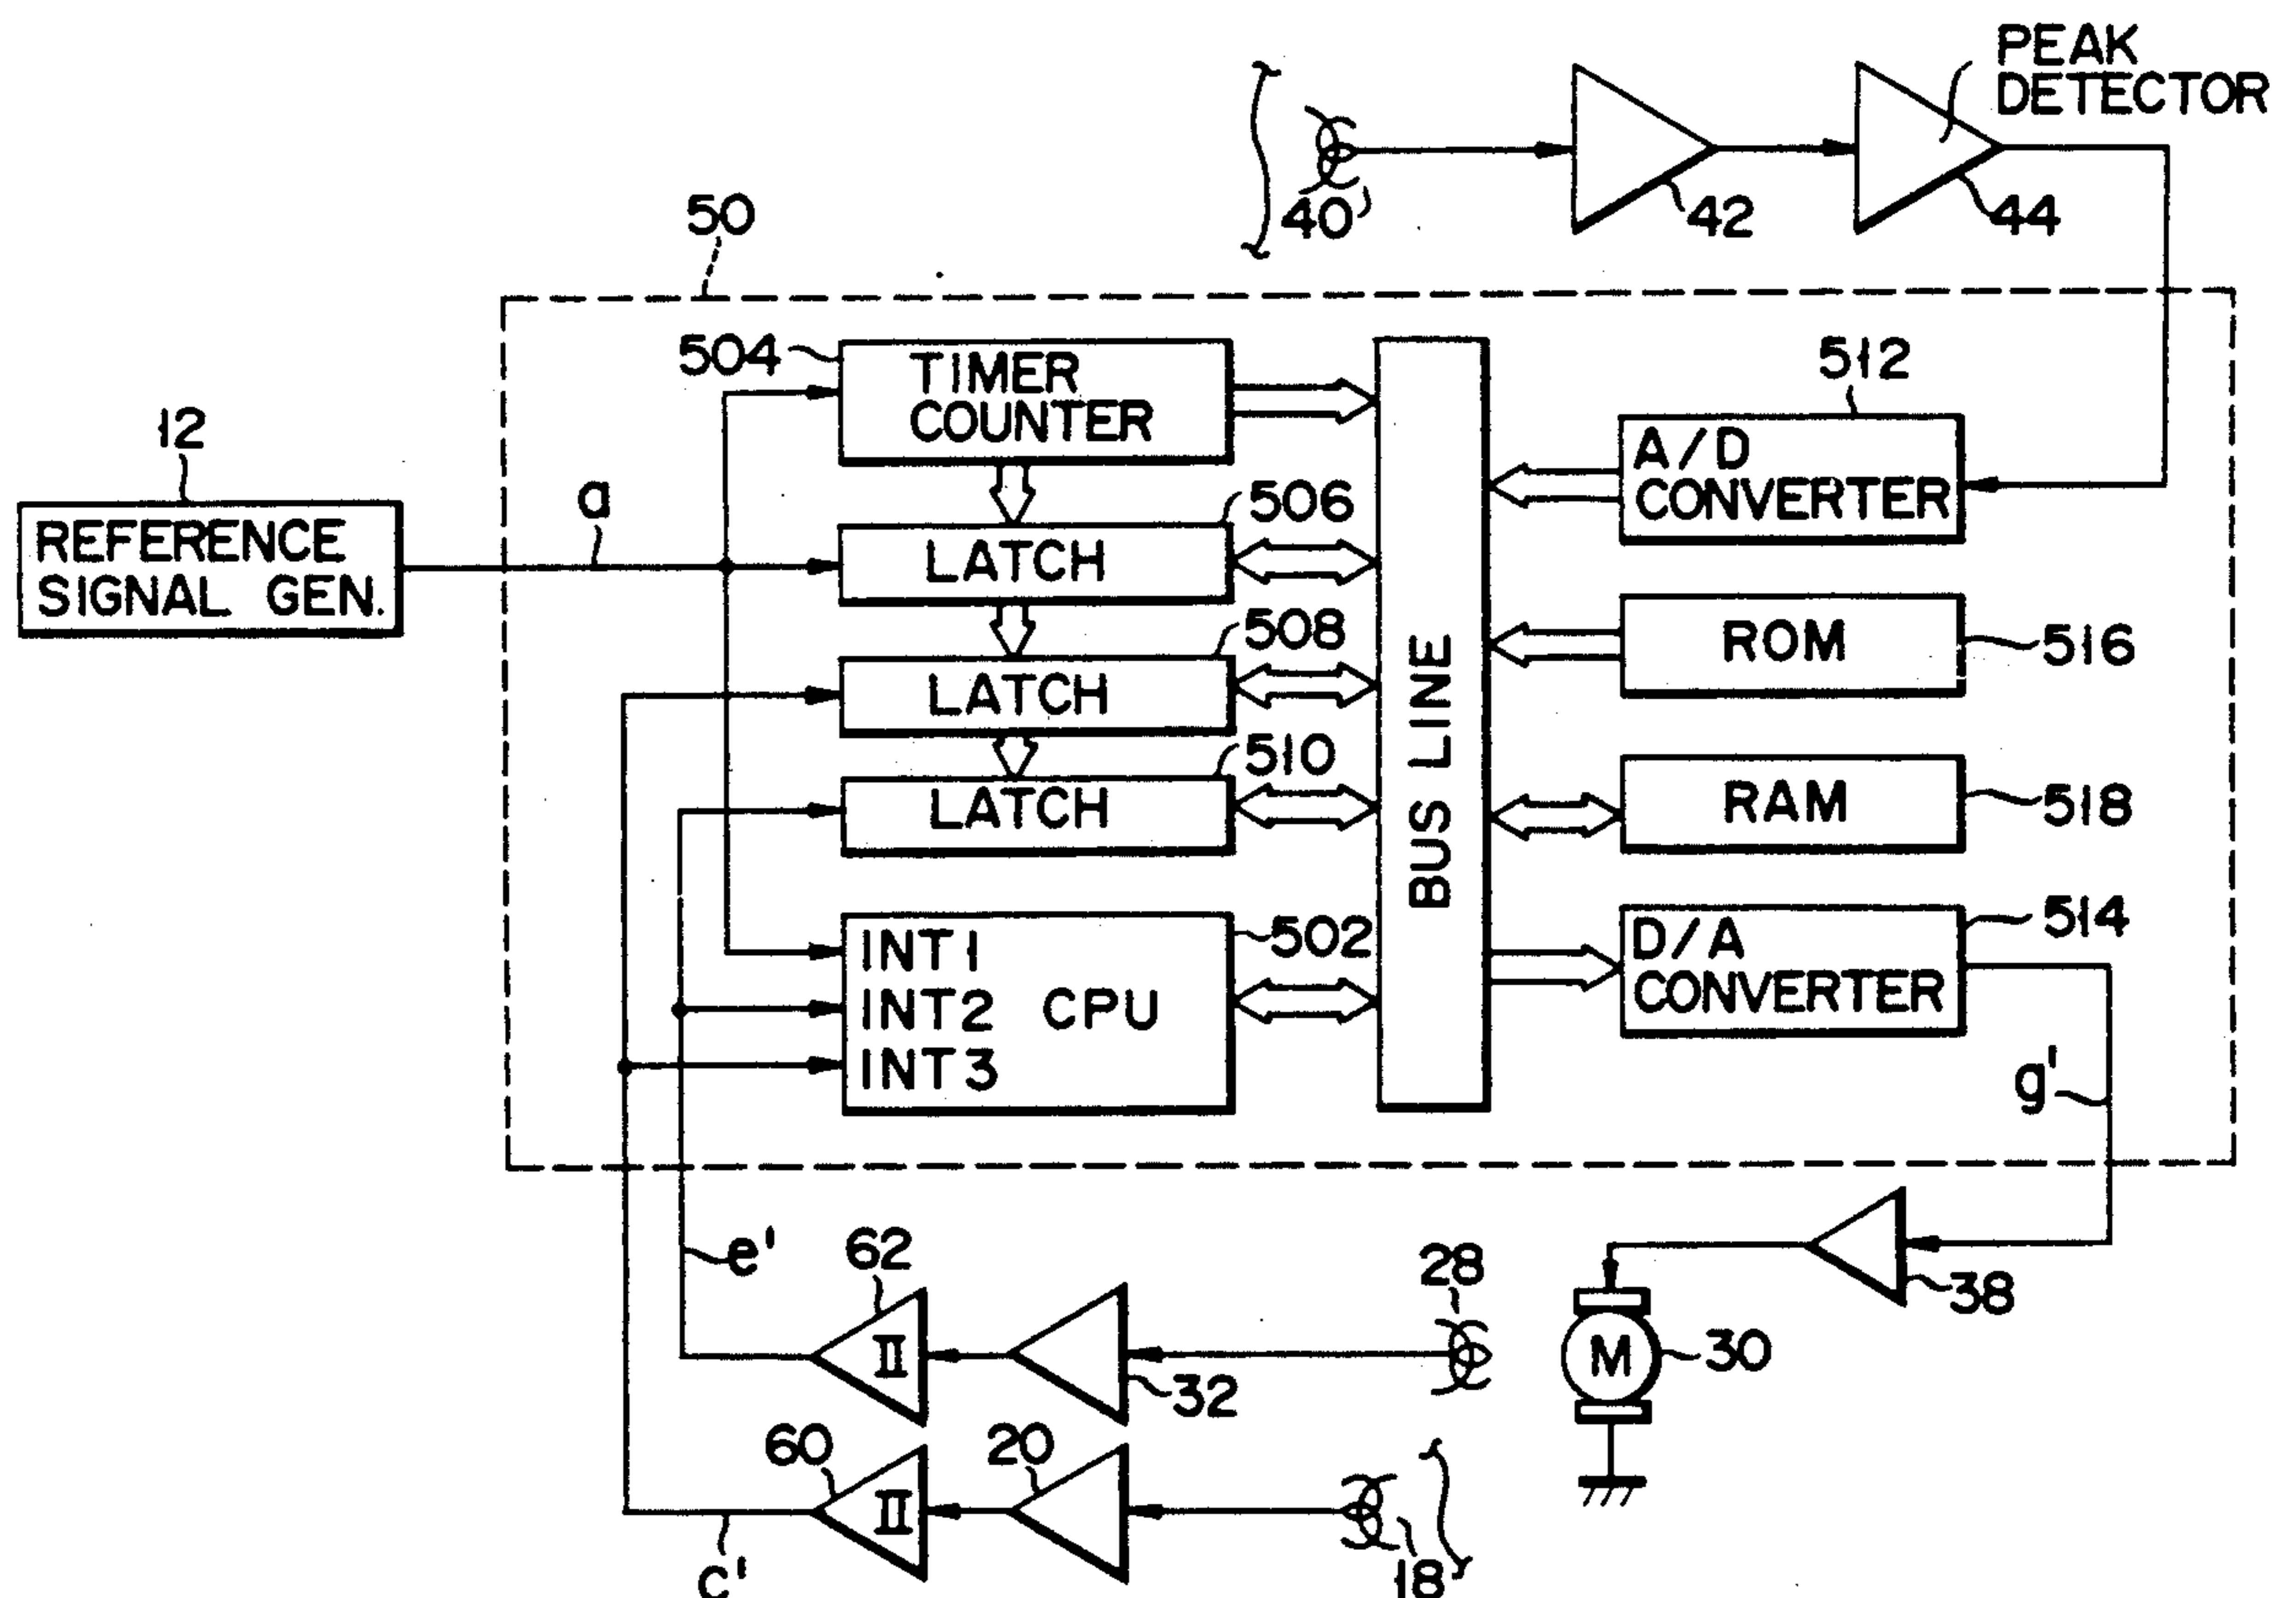 PEAK
DETECTOR
40'
42
44
50
504
TIMER
COUNTER
512
A/D
CONVERTER
12
REFERENCE
SIGNAL GEN.
a
506
LATCH
508
LATCH
510
LATCH
BUS LINE
ROM
516
RAM
518
502
INT1
INT2 CPU
INT3
514
D/A
CONVERTER
g'
e'
62
II
32
28
38
M
30
60
II
20
18
c'